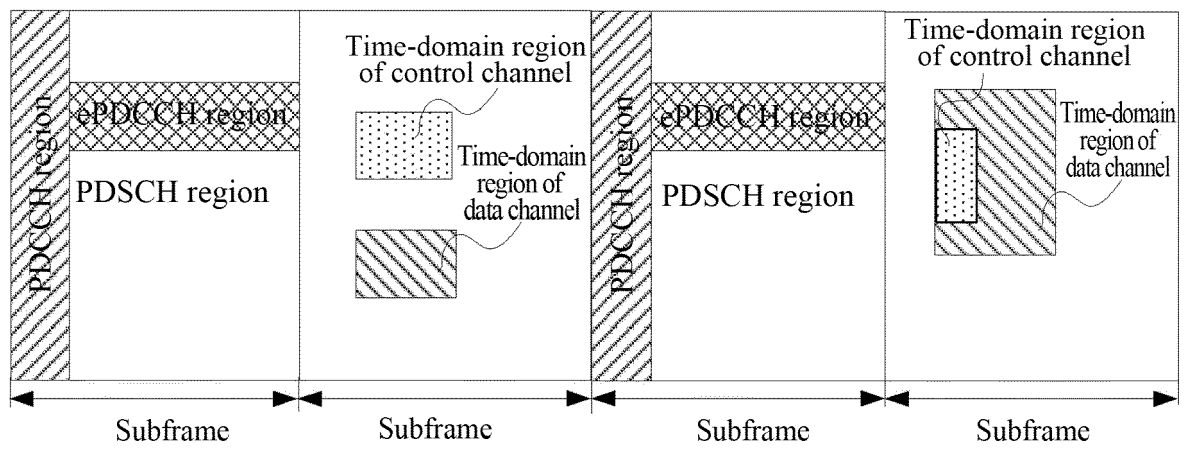 PDCCH region
ePDCCH region
PDSCH region
Time-domain region
of control channel
Time-domain
region of
data channel
PDCCH region
ePDCCH region
PDSCH region
Time-domain region
of control channel
Time-domain
region of
data channel
Subframe
Subframe
Subframe
Subframe